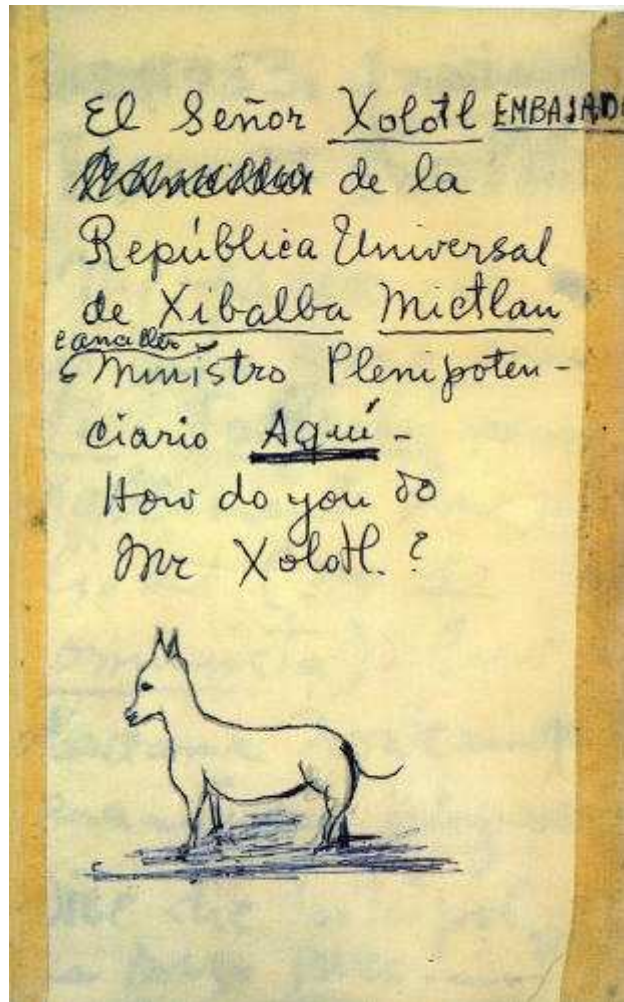 El Señor Xolotl EMBAJADO
de la
República Universal
de Xibalba Mictlan
canciller
Ministro Plenipoten-
ciario Aquí-
How do you do
Mr Xolotl.?